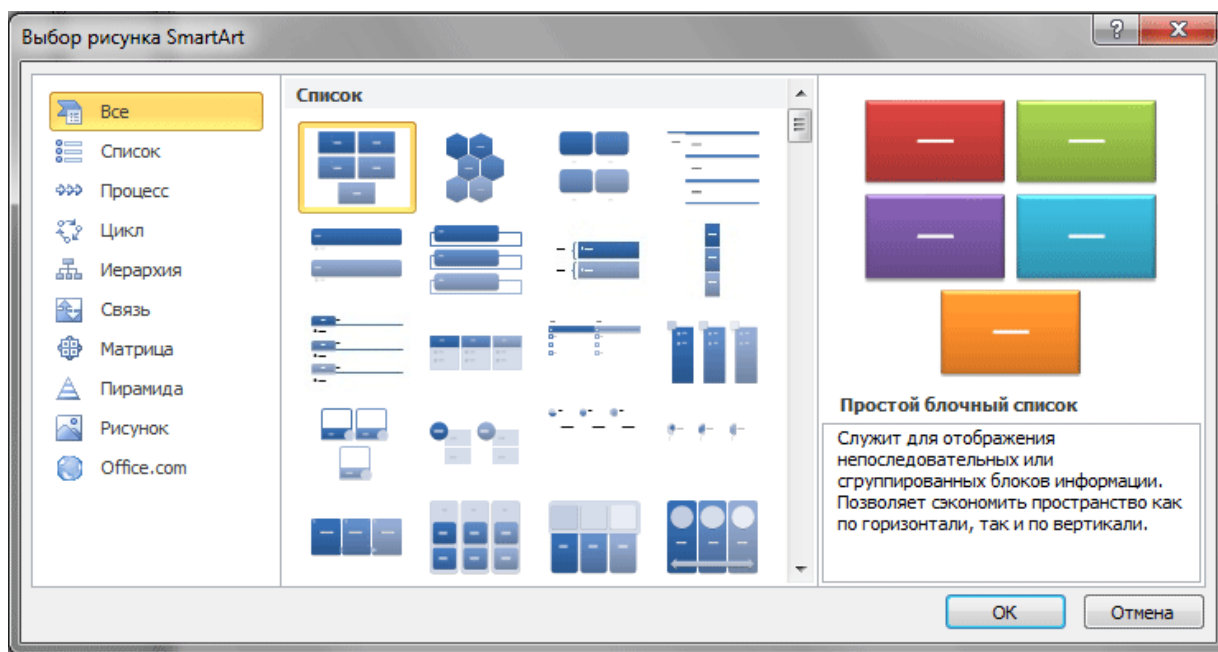 Выбор рисунка SmartArt
Все
Список
Процесс
Цикл
Иерархия
Связь
Матрица
Пирамида
Рисунок
Office.com
Список
Простой блочный список
Служит для отображения
непоследовательных или
сгруппированных блоков информации.
Позволяет сэкономить пространство как
по горизонтали, так и по вертикали.
ОК
Отмена